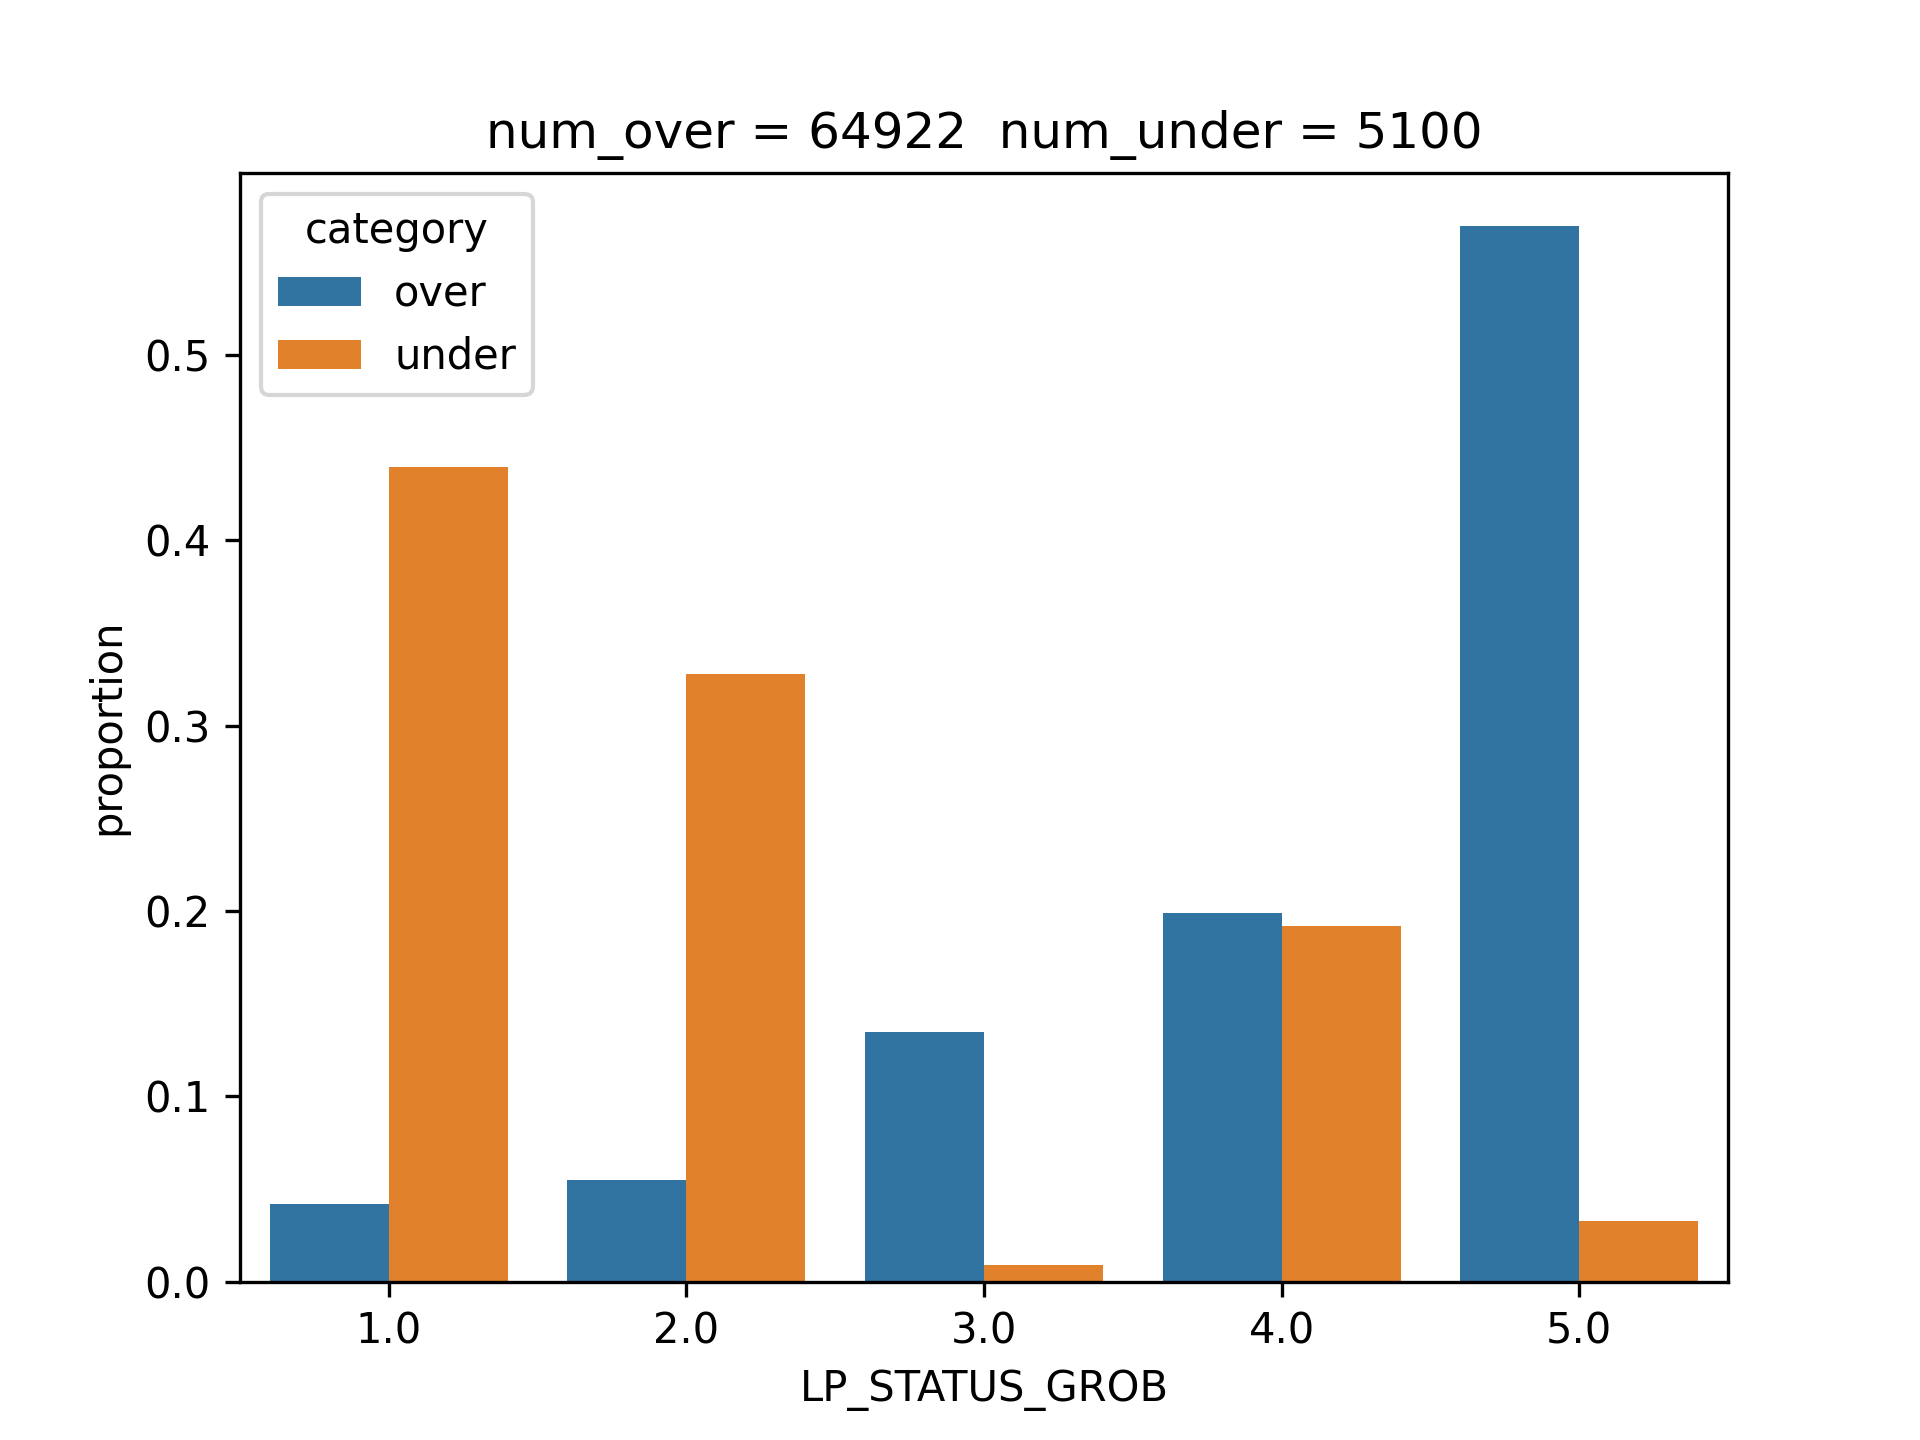 num_over = 64922  num_under = 5100
category
over
under
0.5
0.4
0.3
0.2
0.1
0.0
proportion
1.0 2.0 3.0 4.0 5.0
LP_STATUS_GROB